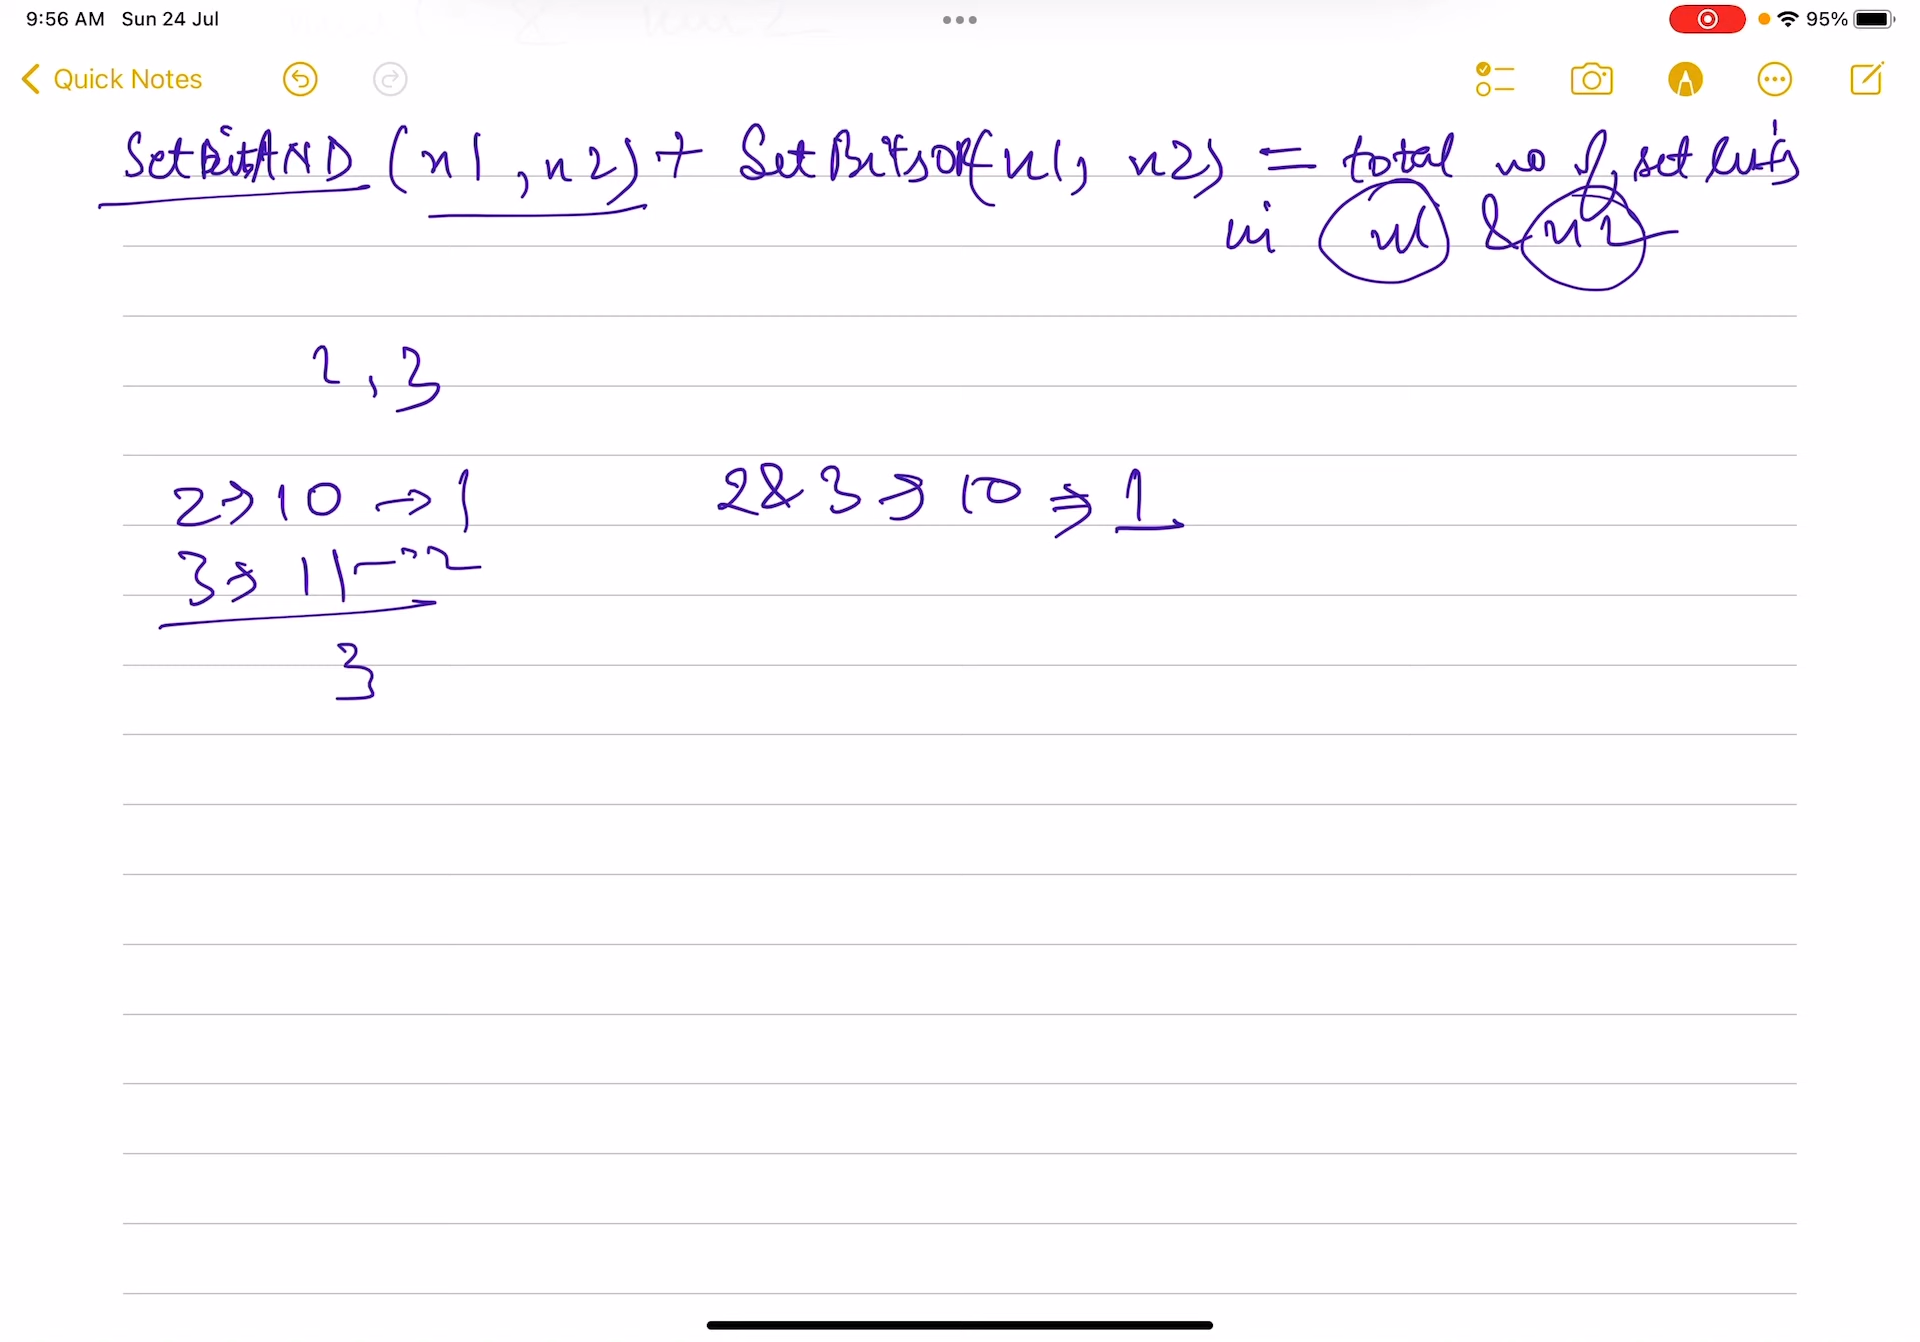 9:56 AM Sun 24 Jul
95%
Quick Notes
SetBitAND (n1, n2) + SetBitsOR(n1, n2) = total no of set bits
in n1 & n2
2, 3
2 → 10 → 1
2 & 3 → 10 ⇒ 1
3 → 11 → 2
3